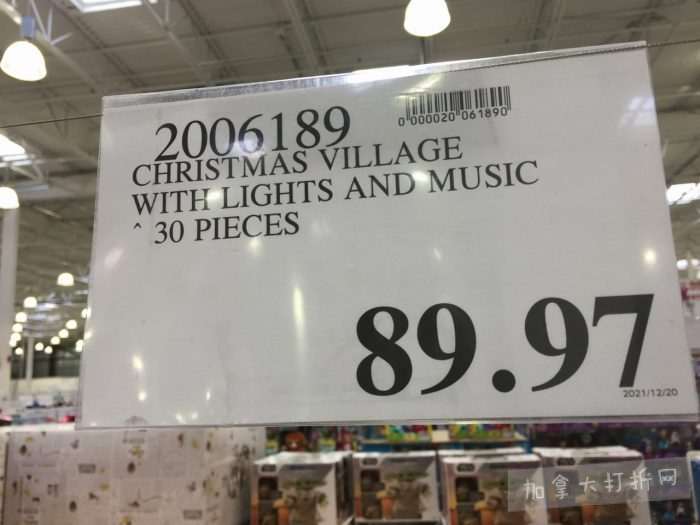 2006189
0 000020 061890
CHRISTMAS VILLAGE
WITH LIGHTS AND MUSIC
^ 30 PIECES
89.97
2021/12/20
加拿大打折网